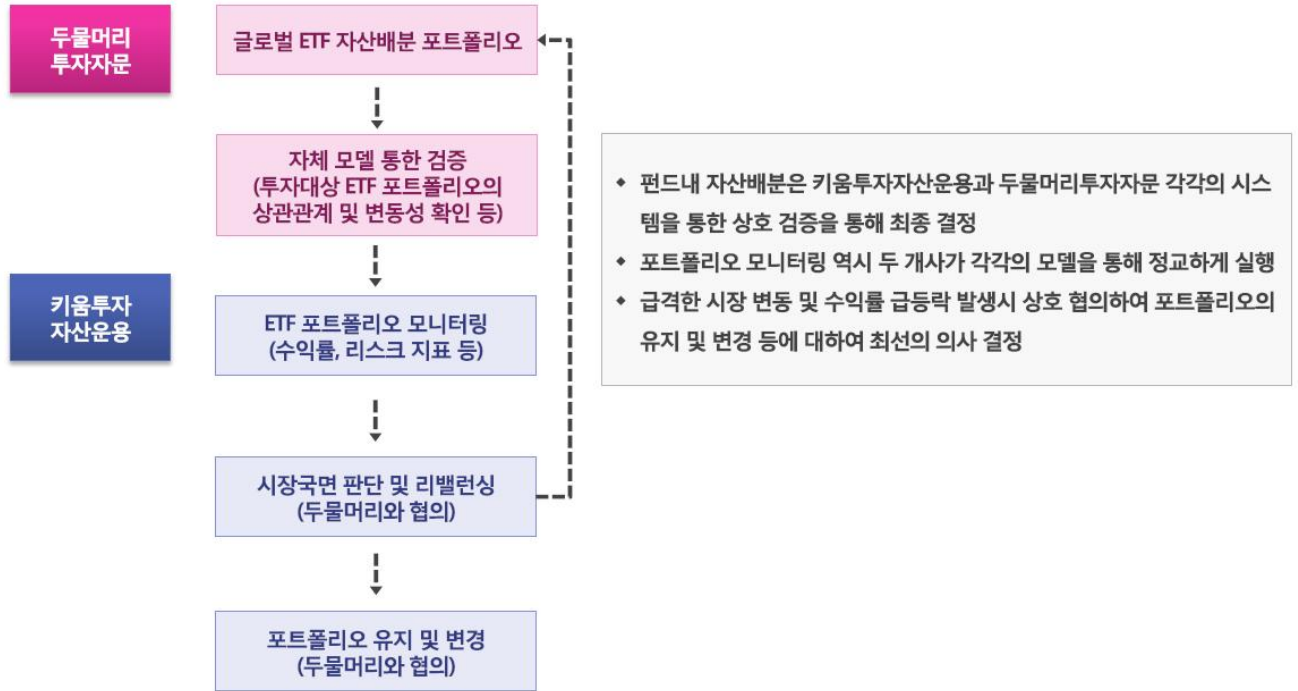 두물머리
투자자문
글로벌 ETF 자산배분 포트폴리오
자체 모델 통한 검증
(투자대상 ETF 포트폴리오의
상관관계 및 변동성 확인 등)
키움투자
자산운용
ETF 포트폴리오 모니터링
(수익률, 리스크 지표 등)
시장국면 판단 및 리밸런싱
(두물머리와 협의)
포트폴리오 유지 및 변경
(두물머리와 협의)
◆ 펀드내 자산배분은 키움투자자산운용과 두물머리투자자문 각각의 시스
템을 통한 상호 검증을 통해 최종 결정
◆ 포트폴리오 모니터링 역시 두 개사가 각각의 모델을 통해 정교하게 실행
◆ 급격한 시장 변동 및 수익률 급등락 발생시 상호 협의하여 포트폴리오의
유지 및 변경 등에 대하여 최선의 의사 결정